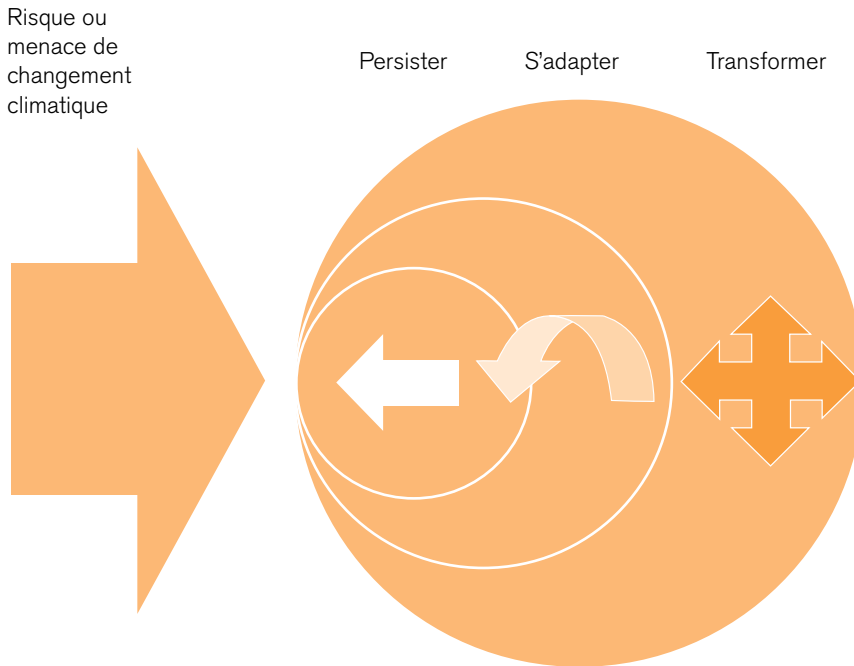 Risque ou
menace de
changement
climatique
Persister
S’adapter
Transformer